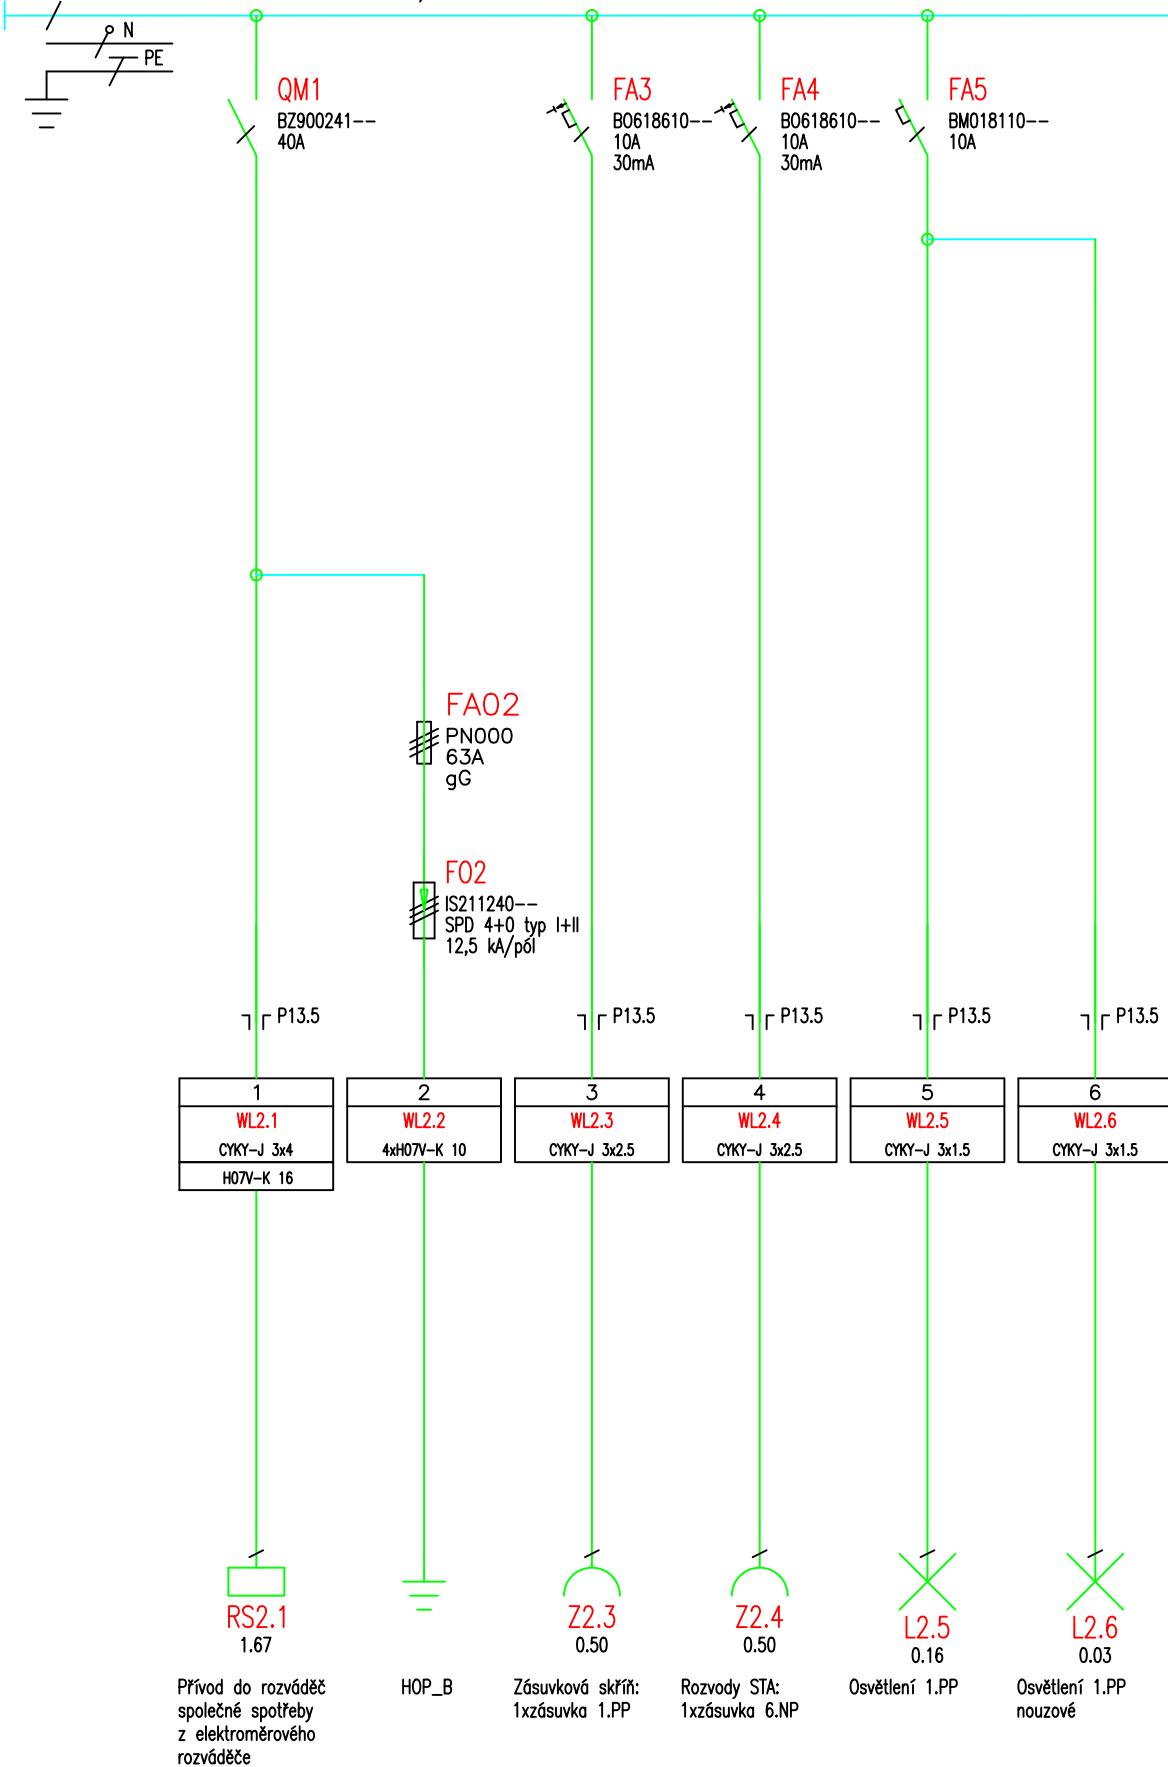 N
PE
QM1
BZ900241--
40A
FA3
BO618610--
10A
30mA
FA4
BO618610--
10A
30mA
FA5
BM018110--
10A
FA02
PN000
63A
gG
F02
IS211240--
SPD 4+0 typ I+II
12,5 kA/pól
P13.5
P13.5
P13.5
P13.5
P13.5
1
WL2.1
CYKY-J 3x4
H07V-K 16
2
WL2.2
4xH07V-K 10
3
WL2.3
CYKY-J 3x2.5
4
WL2.4
CYKY-J 3x2.5
5
WL2.5
CYKY-J 3x1.5
6
WL2.6
CYKY-J 3x1.5
RS2.1
1.67
Přívod do rozváděč
společné spotřeby
z elektroměrového
rozváděče
HOP_B
Z2.3
0.50
Zásuvková skříň:
1xzásuvka 1.PP
Z2.4
0.50
Rozvody STA:
1xzásuvka 6.NP
L2.5
0.16
Osvětlení 1.PP
L2.6
0.03
Osvětlení 1.PP
nouzové